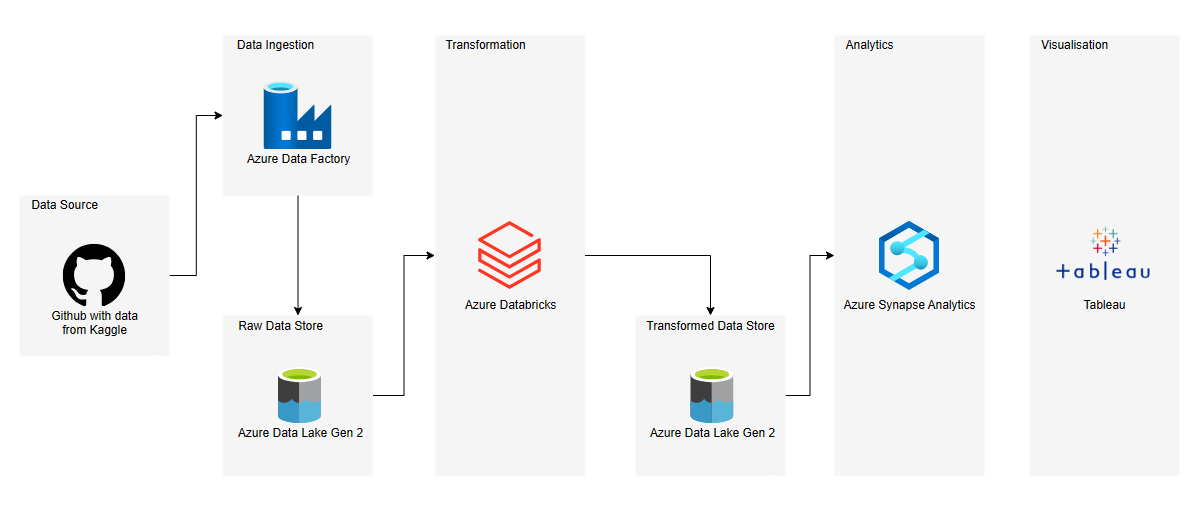 Data Source
Github with data
from Kaggle
Data Ingestion
Azure Data Factory
Raw Data Store
Azure Data Lake Gen 2
Transformation
Azure Databricks
Transformed Data Store
Azure Data Lake Gen 2
Analytics
Azure Synapse Analytics
Visualisation
+ableau
Tableau